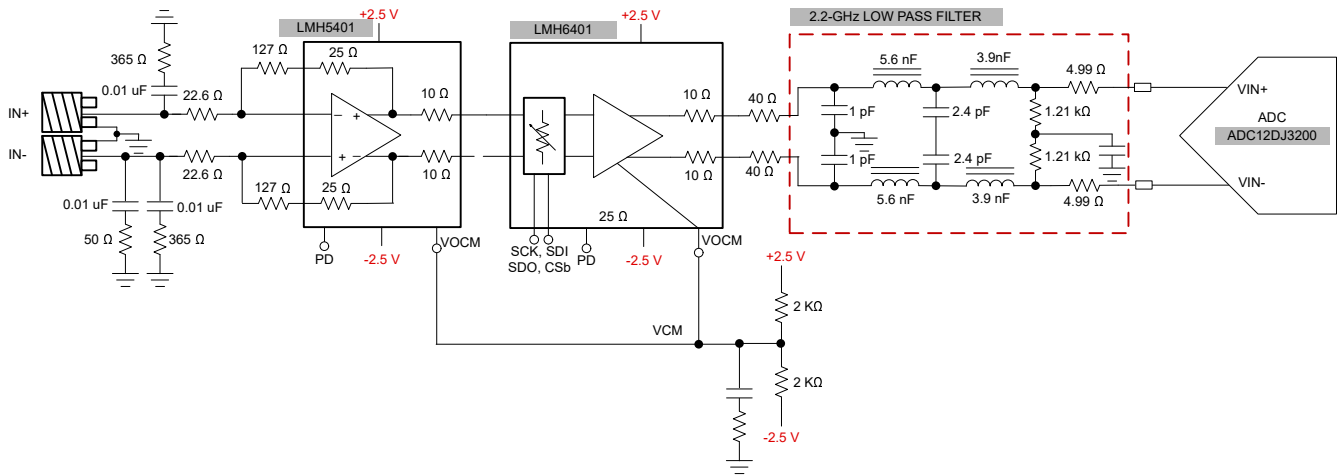 LMH5401
+2.5 V
LMH6401
+2.5 V
2.2-GHz LOW PASS FILTER
365 Ω
127 Ω
25 Ω
5.6 nF
3.9nF
4.99 Ω
0.01 uF
22.6 Ω
10 Ω
10 Ω
40 Ω
VIN+
IN+
1 pF
2.4 pF
1.21 kΩ
ADC
ADC12DJ3200
IN-
1 pF
2.4 pF
1.21 kΩ
22.6 Ω
10 Ω
10 Ω
40 Ω
VIN-
127 Ω
25 Ω
4.99 Ω
0.01 uF
0.01 uF
5.6 nF
3.9 nF
25 Ω
50 Ω
365 Ω
VOCM
SCK, SDI
SDO, CSb
VOCM
PD
-2.5 V
PD
-2.5 V
+2.5 V
2 KΩ
VCM
2 KΩ
-2.5 V